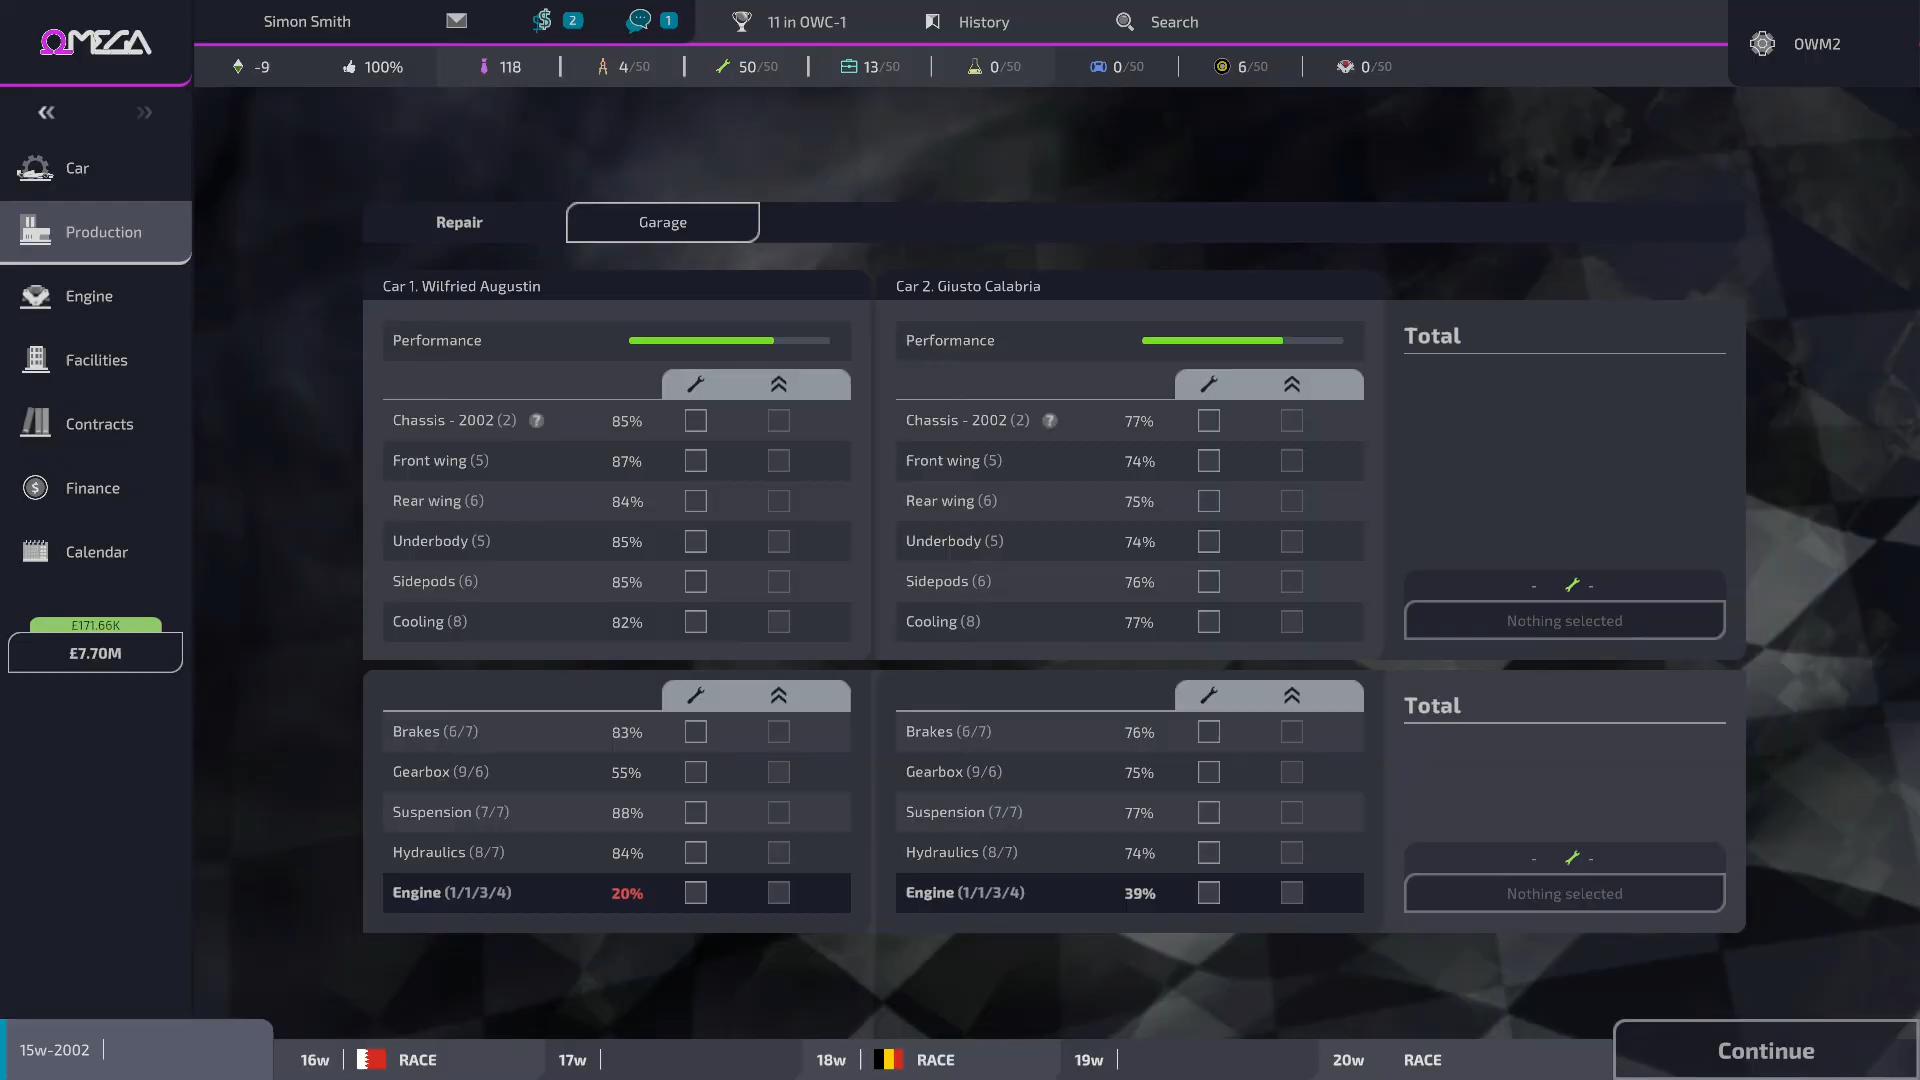 ΩMEGA
Simon Smith
2
1
11 in OWC-1
History
Search
OWM2
-9
100%
118
4/50
50/50
13/50
0/50
0/50
6/50
0/50
Car
Production
Engine
Facilities
Contracts
Finance
Calendar
£171.66K
£7.70M
Repair
Garage
Car 1. Wilfried Augustin
Performance
Chassis - 2002 (2) ? 85%
Front wing (5) 87%
Rear wing (6) 84%
Underbody (5) 85%
Sidepods (6) 85%
Cooling (8) 82%
Car 2. Giusto Calabria
Performance
Chassis - 2002 (2) ? 77%
Front wing (5) 74%
Rear wing (6) 75%
Underbody (5) 74%
Sidepods (6) 76%
Cooling (8) 77%
Total
- -
Nothing selected
Brakes (6/7) 83%
Gearbox (9/6) 55%
Suspension (7/7) 88%
Hydraulics (8/7) 84%
Engine (1/1/3/4) 20%
Brakes (6/7) 76%
Gearbox (9/6) 75%
Suspension (7/7) 77%
Hydraulics (8/7) 74%
Engine (1/1/3/4) 39%
Total
- -
Nothing selected
15w-2002
16w RACE
17w
18w RACE
19w
20w RACE
Continue